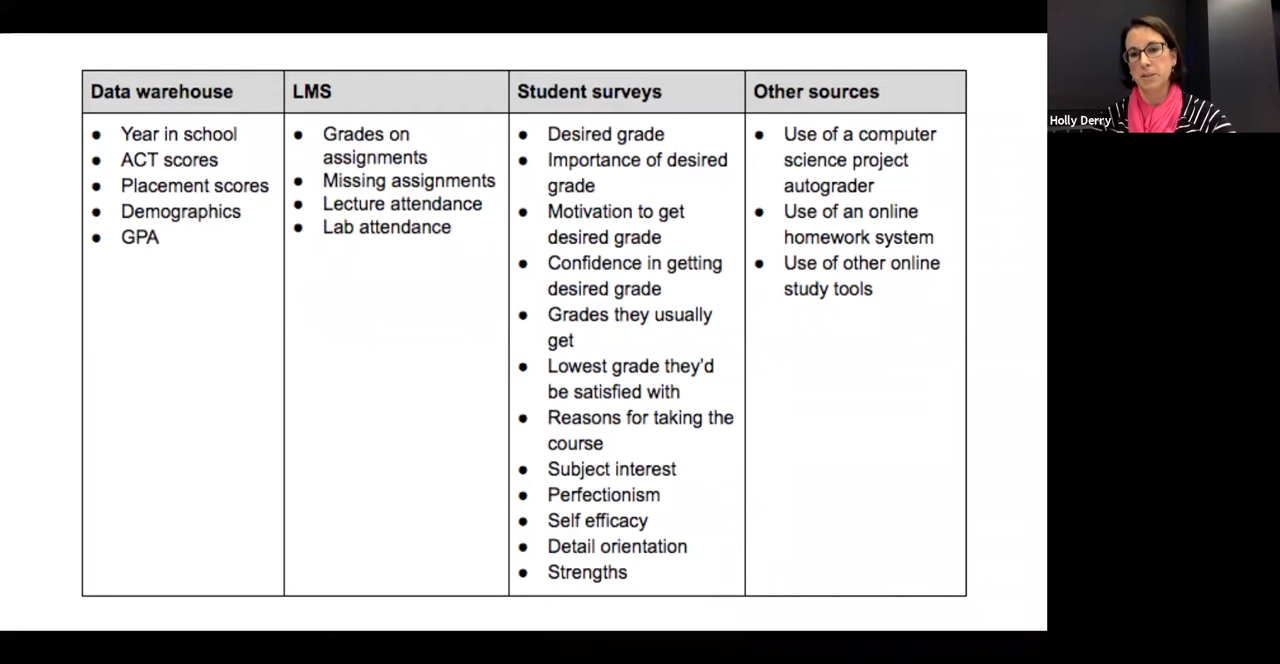 Data warehouse
Year in school
ACT scores
Placement scores
Demographics
GPA
LMS
Grades on
assignments
Missing assignments
Lecture attendance
Lab attendance
Student surveys
Desired grade
Importance of desired
grade
Motivation to get
desired grade
Confidence in getting
desired grade
Grades they usually
get
Lowest grade they'd
be satisfied with
Reasons for taking the
course
Subject interest
Perfectionism
Self efficacy
Detail orientation
Strengths
Other sources
Use of a computer
science project
autograder
Use of an online
homework system
Use of other online
study tools
Holly Derry